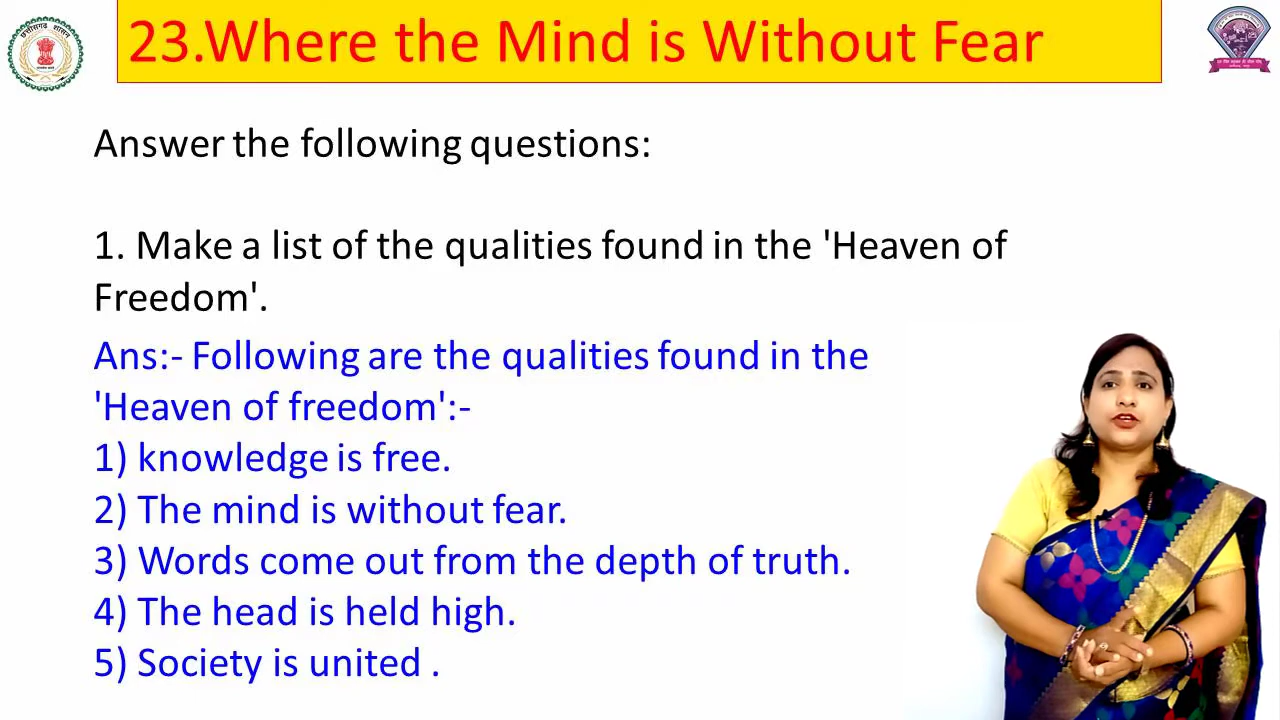 23.Where the Mind is Without Fear
Answer the following questions:
1. Make a list of the qualities found in the 'Heaven of
Freedom'.
Ans:- Following are the qualities found in the
'Heaven of freedom':-
1) knowledge is free.
2) The mind is without fear.
3) Words come out from the depth of truth.
4) The head is held high.
5) Society is united .